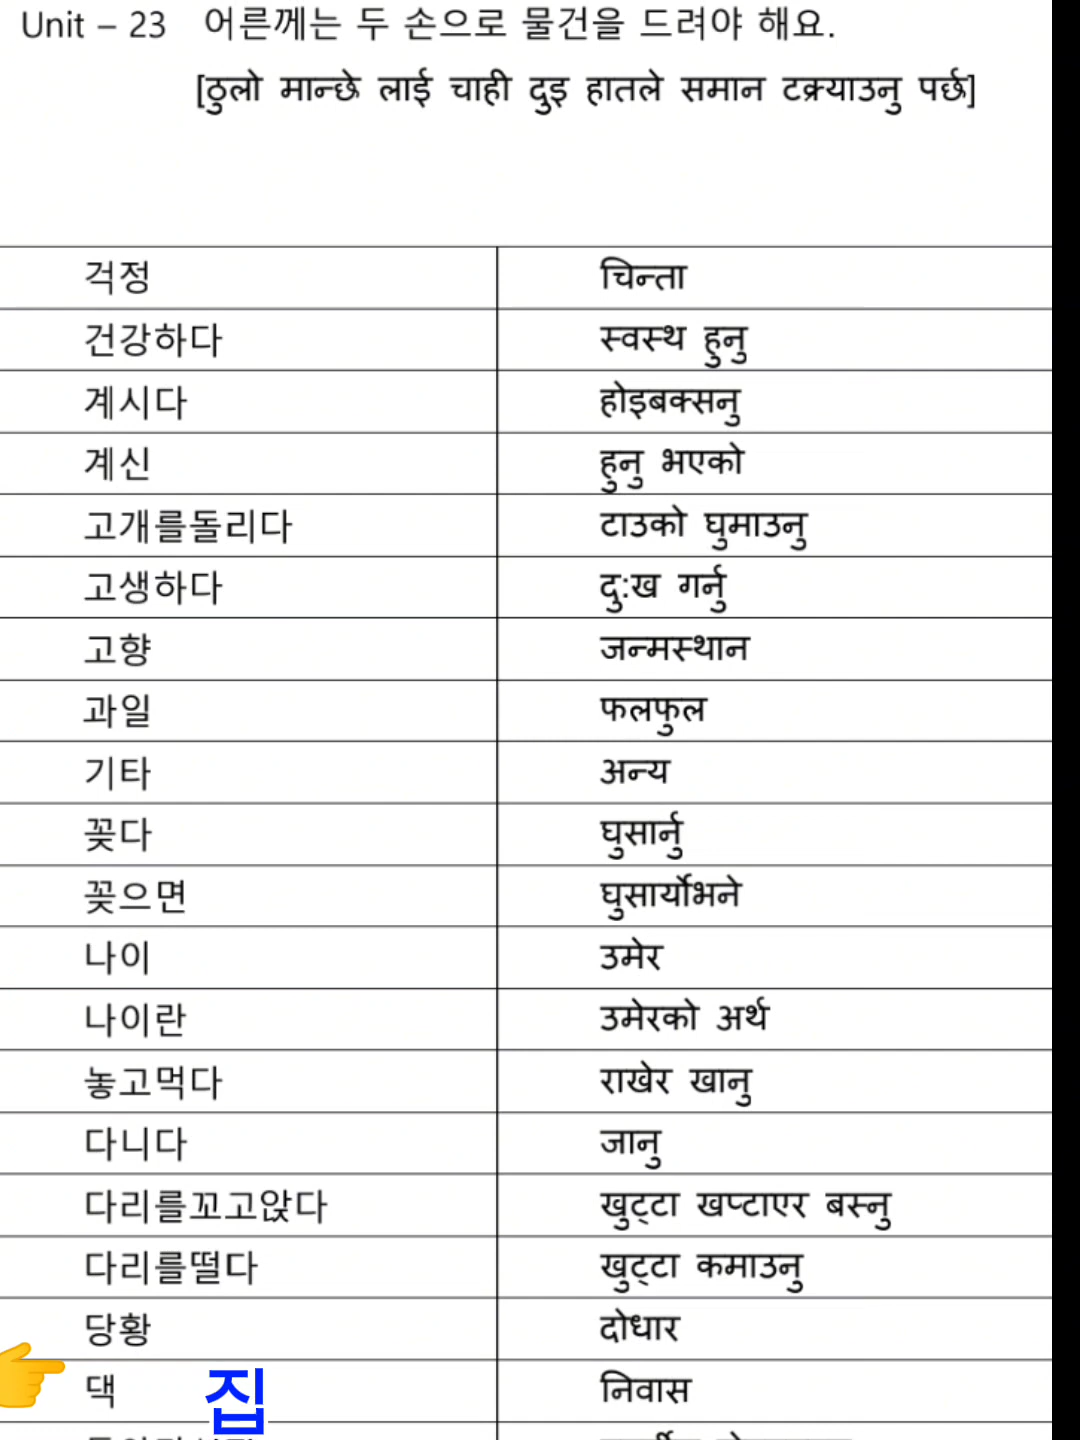 Unit – 23 어른께는 두 손으로 물건을 드려야 해요.
[ठुलो मान्छे लाई चाही दुइ हातले समान टक्र्याउनु पर्छ]
걱정 चिन्ता
건강하다 स्वस्थ हुनु
계시다 होइबक्सनु
계신 हुनु भएको
고개를돌리다 टाउको घुमाउनु
고생하다 दुःख गर्नु
고향 जन्मस्थान
과일 फलफुल
기타 अन्य
꽂다 घुसार्नु
꽂으면 घुसार्योभने
나이 उमेर
나이란 उमेरको अर्थ
놓고먹다 राखेर खानु
다니다 जानु
다리를꼬고앉다 खुट्टा खप्टाएर बस्नु
다리를떨다 खुट्टा कमाउनु
당황 दोधार
댁 집 निवास